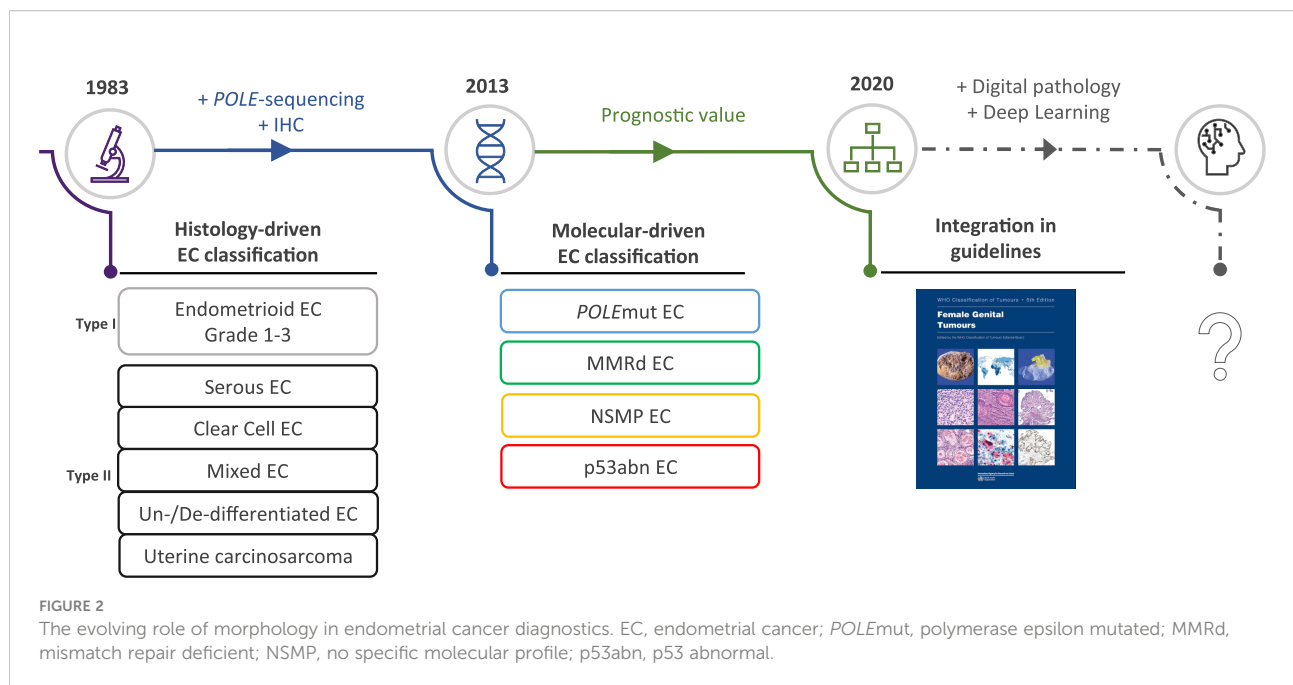 1983
+ POLE-sequencing
+ IHC
2013
Prognostic value
2020
+ Digital pathology
+ Deep Learning
Histology-driven
EC classification
Type I
Endometrioid EC
Grade 1-3
Type II
Serous EC
Clear Cell EC
Mixed EC
Un-/De-differentiated EC
Uterine carcinosarcoma
Molecular-driven
EC classification
POLEmut EC
MMRd EC
NSMP EC
p53abn EC
Integration in
guidelines
WHO Classification of Tumours • 5th Edition
Female Genital
Tumours
?
FIGURE 2
The evolving role of morphology in endometrial cancer diagnostics. EC, endometrial cancer; POLEmut, polymerase epsilon mutated; MMRd,
mismatch repair deficient; NSMP, no specific molecular profile; p53abn, p53 abnormal.